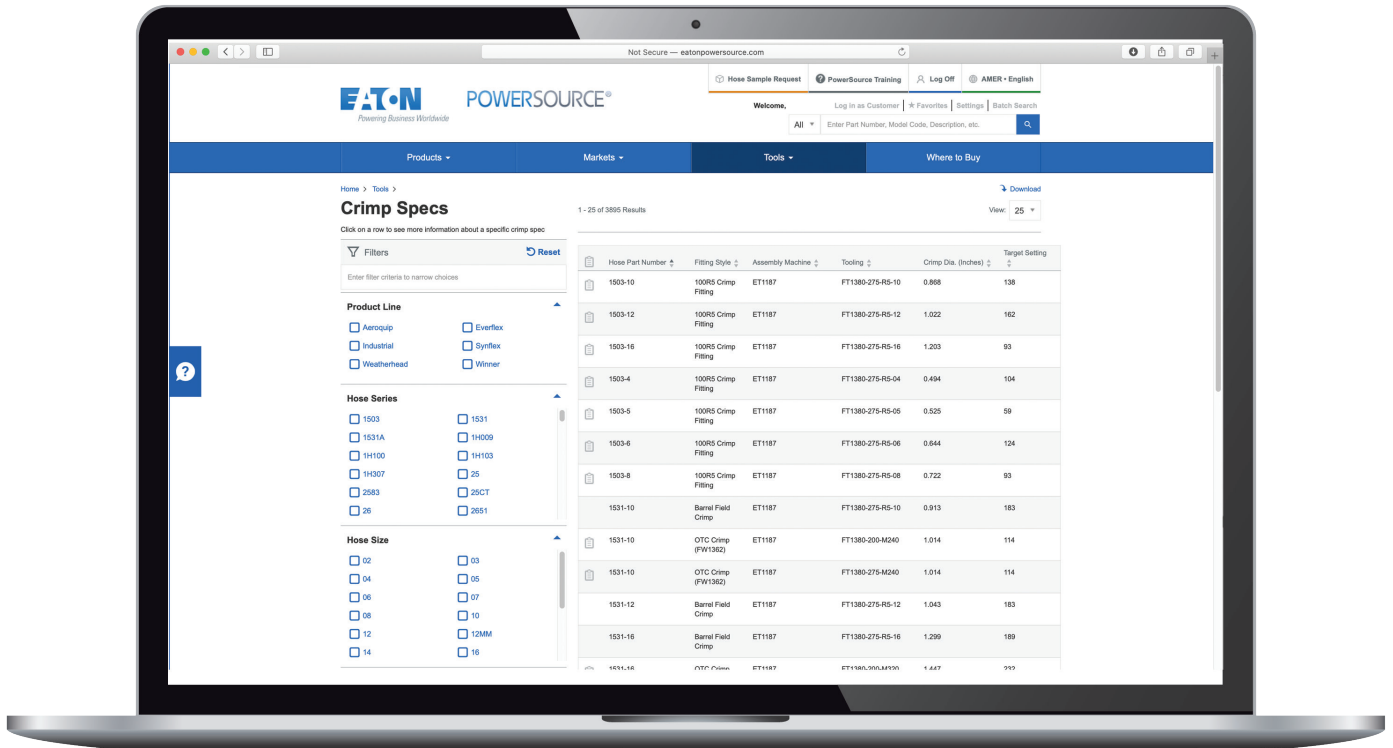 Not Secure — eatonpowersource.com
Hose Sample Request
PowerSource Training
Log Off
AMER • English
EATON
Powering Business Worldwide
POWERSOURCE®
Welcome,
Log in as Customer
Favorites
Settings
Batch Search
All
Enter Part Number, Model Code, Description, etc.
Products
Markets
Tools
Where to Buy
Home > Tools >
Download
Crimp Specs
1 - 25 of 3895 Results
View: 25
Click on a row to see more information about a specific crimp spec
Filters
Reset
Enter filter criteria to narrow choices
Product Line
Aeroquip
Everflex
Industrial
Synflex
Weatherhead
Winner
Hose Series
1503
1531
1531A
1H009
1H100
1H103
1H307
25
2583
25CT
26
2651
Hose Size
02
03
04
05
06
07
08
10
12
12MM
14
16
Hose Part Number Fitting Style Assembly Machine Tooling Crimp Dia. (Inches) Target Setting
1503-10 100R5 Crimp Fitting ET1187 FT1380-275-R5-10 0.868 138
1503-12 100R5 Crimp Fitting ET1187 FT1380-275-R5-12 1.022 162
1503-16 100R5 Crimp Fitting ET1187 FT1380-275-R5-16 1.203 93
1503-4 100R5 Crimp Fitting ET1187 FT1380-275-R5-04 0.494 104
1503-5 100R5 Crimp Fitting ET1187 FT1380-275-R5-05 0.525 59
1503-6 100R5 Crimp Fitting ET1187 FT1380-275-R5-06 0.644 124
1503-8 100R5 Crimp Fitting ET1187 FT1380-275-R5-08 0.722 93
1531-10 Barrel Field Crimp ET1187 FT1380-275-R5-10 0.913 183
1531-10 OTC Crimp (FW1362) ET1187 FT1380-200-M240 1.014 114
1531-10 OTC Crimp (FW1362) ET1187 FT1380-275-M240 1.014 114
1531-12 Barrel Field Crimp ET1187 FT1380-275-R5-12 1.043 183
1531-16 Barrel Field Crimp ET1187 FT1380-275-R5-16 1.299 189
1531-16 OTC Crimp ET1187 FT1380-200-M320 1.447 232